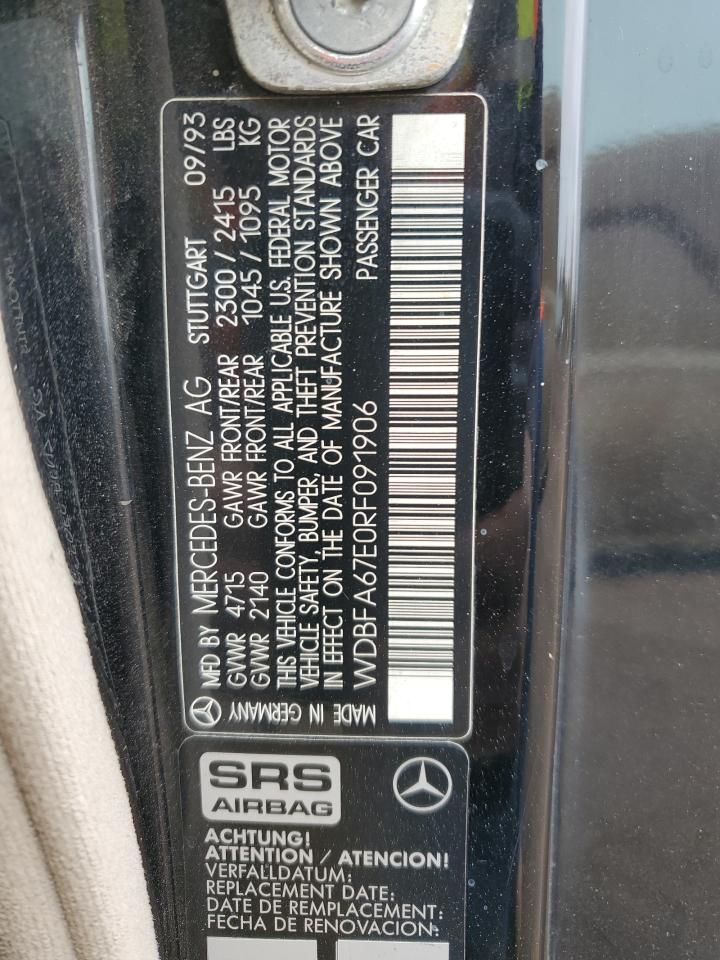 MADE IN GERMANY
MFD BY MERCEDES-BENZ AG STUTTGART 09/93
GVWR 4715 GAWR FRONT/REAR 2300/2415 LBS
GVWR 2140 GAWR FRONT/REAR 1045/1095 KG
THIS VEHICLE CONFORMS TO ALL APPLICABLE U.S. FEDERAL MOTOR
VEHICLE SAFETY, BUMPER, AND THEFT PREVENTION STANDARDS
IN EFFECT ON THE DATE OF MANUFACTURE SHOWN ABOVE
WDBFA67E0RF091906 PASSENGER CAR
SRS
AIRBAG
ACHTUNG!
ATTENTION / ATENCION!
VERFALLDATUM:
REPLACEMENT DATE:
DATE DE REMPLACEMENT:
FECHA DE RENOVACION: